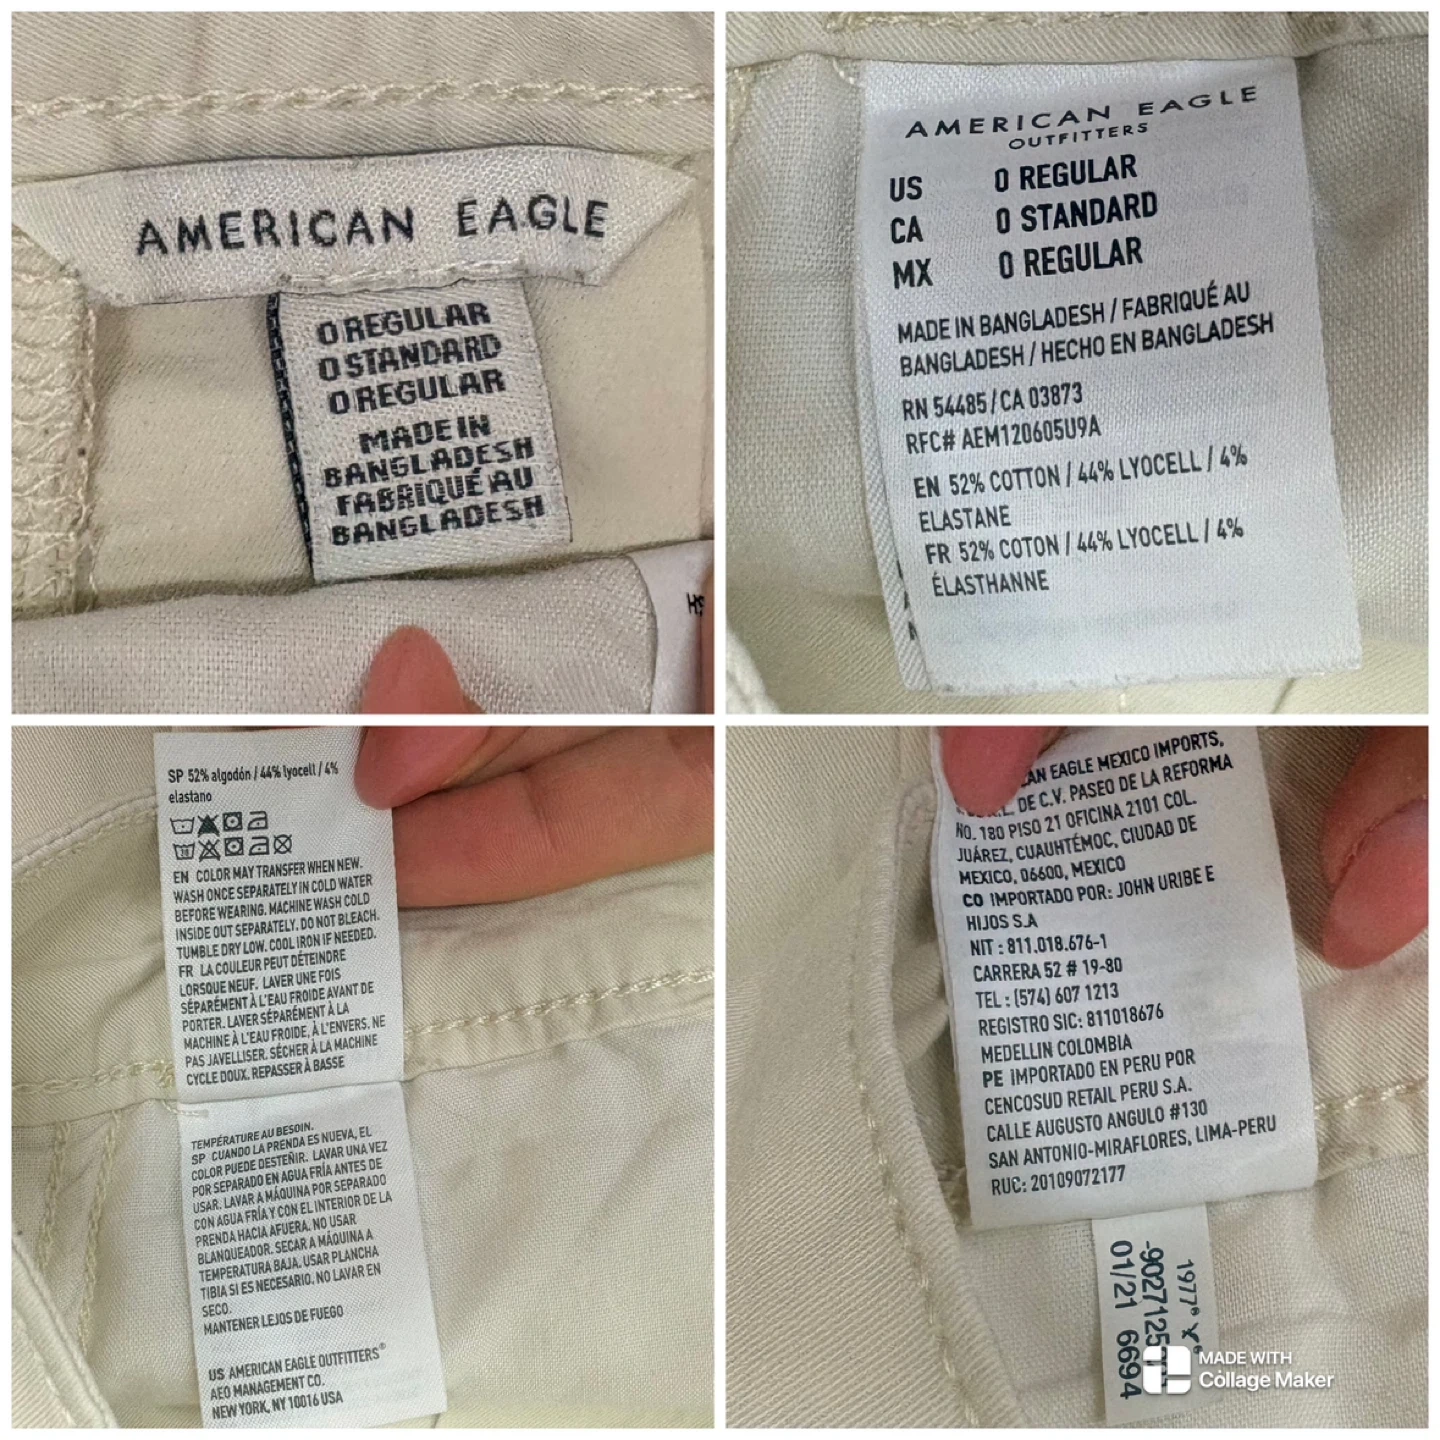 AMERICAN EAGLE
0 REGULAR
0 STANDARD
0 REGULAR
MADE IN
BANGLADESH
FABRIQUÉ AU
BANGLADESH
AMERICAN EAGLE
OUTFITTERS
US 0 REGULAR
CA 0 STANDARD
MX 0 REGULAR
MADE IN BANGLADESH / FABRIQUÉ AU
BANGLADESH / HECHO EN BANGLADESH
RN 54485 / CA 03873
RFC# AEM120605U9A
EN 52% COTTON / 44% LYOCELL / 4%
ELASTANE
FR 52% COTON / 44% LYOCELL / 4%
ÉLASTHANNE
SP 52% algodón / 44% lyocell / 4%
elastano
EN COLOR MAY TRANSFER WHEN NEW.
WASH ONCE SEPARATELY IN COLD WATER
BEFORE WEARING. MACHINE WASH COLD
INSIDE OUT SEPARATELY. DO NOT BLEACH.
TUMBLE DRY LOW. COOL IRON IF NEEDED.
FR LA COULEUR PEUT DÉTEINDRE
LORSQUE NEUF. LAVER UNE FOIS
SÉPARÉMENT À L'EAU FROIDE AVANT DE
PORTER. LAVER SÉPARÉMENT À LA
MACHINE À L'EAU FROIDE, À L'ENVERS. NE
PAS JAVELLISER. SÉCHER À LA MACHINE
CYCLE DOUX. REPASSER À BASSE
TEMPÉRATURE AU BESOIN.
SP CUANDO LA PRENDA ES NUEVA, EL
COLOR PUEDE DESTEÑIR. LAVAR UNA VEZ
POR SEPARADO EN AGUA FRÍA ANTES DE
USAR. LAVAR A MÁQUINA POR SEPARADO
CON AGUA FRÍA Y CON EL INTERIOR DE LA
PRENDA HACIA AFUERA. NO USAR
BLANQUEADOR. SECAR A MÁQUINA A
TEMPERATURA BAJA. USAR PLANCHA
TIBIA SI ES NECESARIO. NO LAVAR EN
SECO.
MANTENER LEJOS DE FUEGO
US AMERICAN EAGLE OUTFITTERS®
AEO MANAGEMENT CO.
NEW YORK, NY 10016 USA
EAGLE MEXICO IMPORTS,
DE C.V. PASEO DE LA REFORMA
NO. 180 PISO 21 OFICINA 2101 COL.
JUÁREZ, CUAUHTÉMOC, CIUDAD DE
MEXICO, 06600, MEXICO
CO IMPORTADO POR: JOHN URIBE E
HIJOS S.A
NIT : 811.018.676-1
CARRERA 52 # 19-80
TEL : (574) 607 1213
REGISTRO SIC: 811018676
MEDELLIN COLOMBIA
PE IMPORTADO EN PERU POR
CENCOSUD RETAIL PERU S.A.
CALLE AUGUSTO ANGULO #130
SAN ANTONIO-MIRAFLORES, LIMA-PERU
RUC: 20109072177
1977®
01/21 6694
MADE WITH
Collage Maker